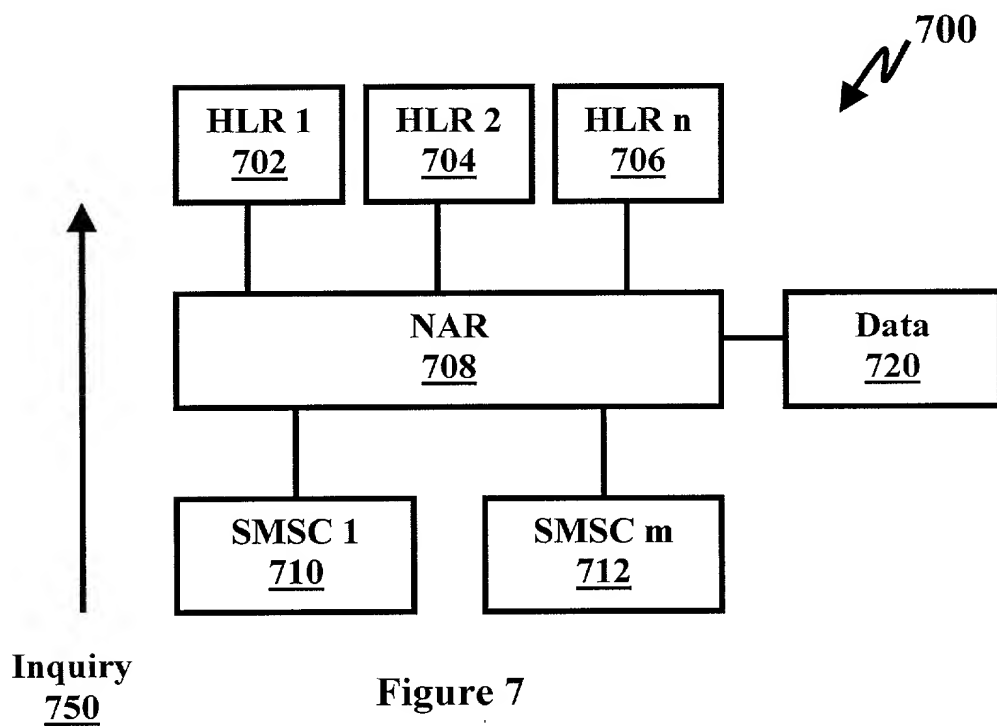 700
HLR 1
702
HLR 2
704
HLR n
706
NAR
708
Data
720
SMSC 1
710
SMSC m
712
Inquiry
750
Figure 7